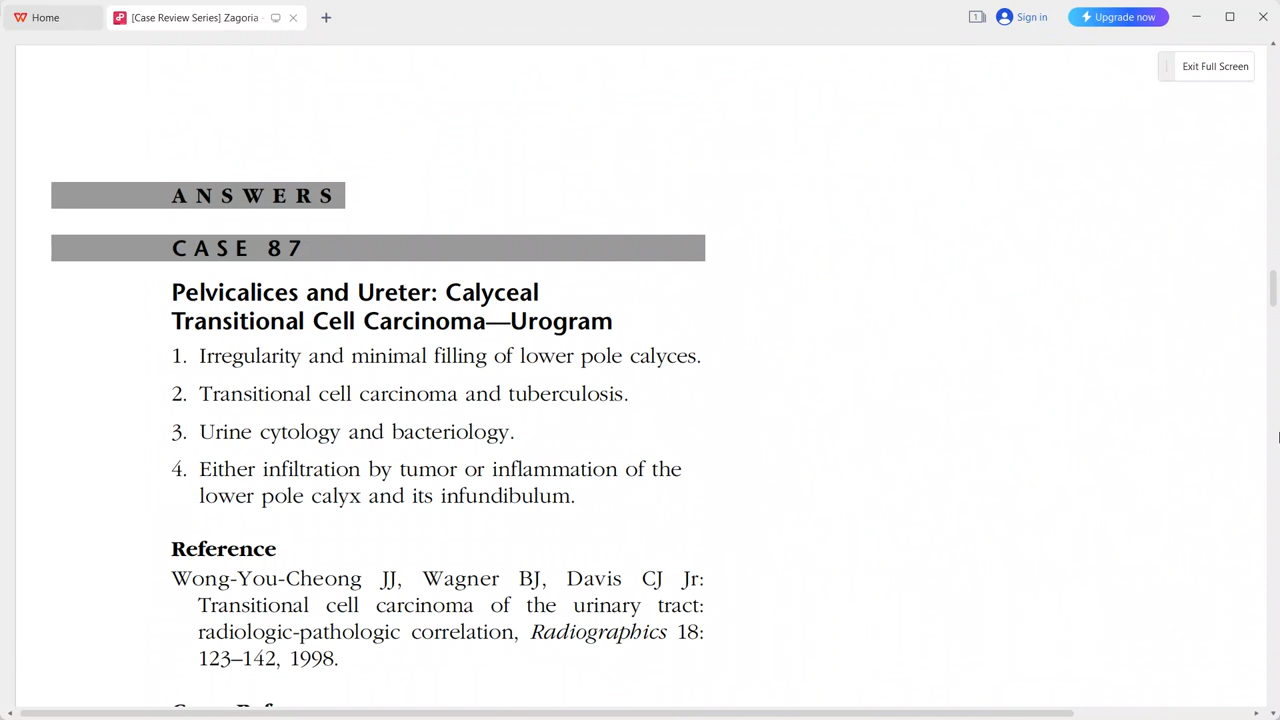 Home
[Case Review Series] Zagoria
1
Sign in
Upgrade now
Exit Full Screen
ANSWERS
CASE 87
Pelvicalices and Ureter: Calyceal
Transitional Cell Carcinoma—Urogram
1. Irregularity and minimal filling of lower pole calyces.
2. Transitional cell carcinoma and tuberculosis.
3. Urine cytology and bacteriology.
4. Either infiltration by tumor or inflammation of the
lower pole calyx and its infundibulum.
Reference
Wong-You-Cheong JJ, Wagner BJ, Davis CJ Jr:
Transitional cell carcinoma of the urinary tract:
radiologic-pathologic correlation, Radiographics 18:
123–142, 1998.